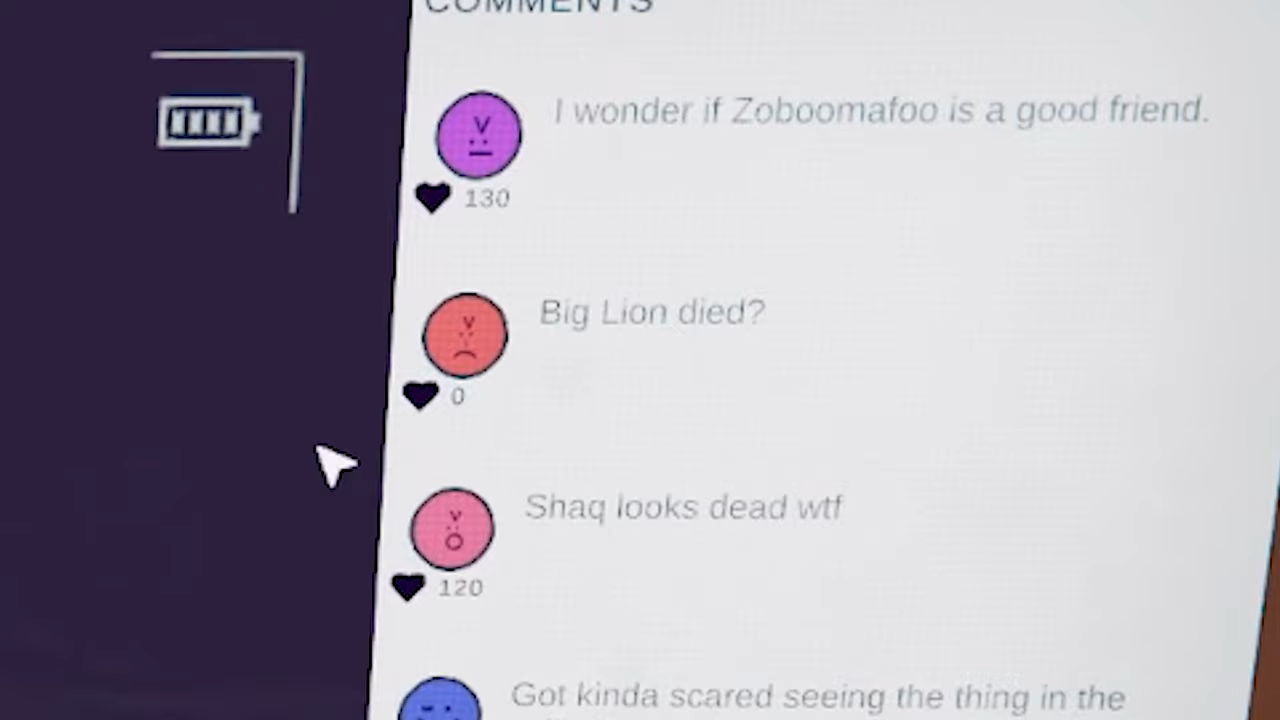 COMMENTS
I wonder if Zoboomafoo is a good friend.
130
Big Lion died?
0
Shaq looks dead wtf
120
Got kinda scared seeing the thing in the